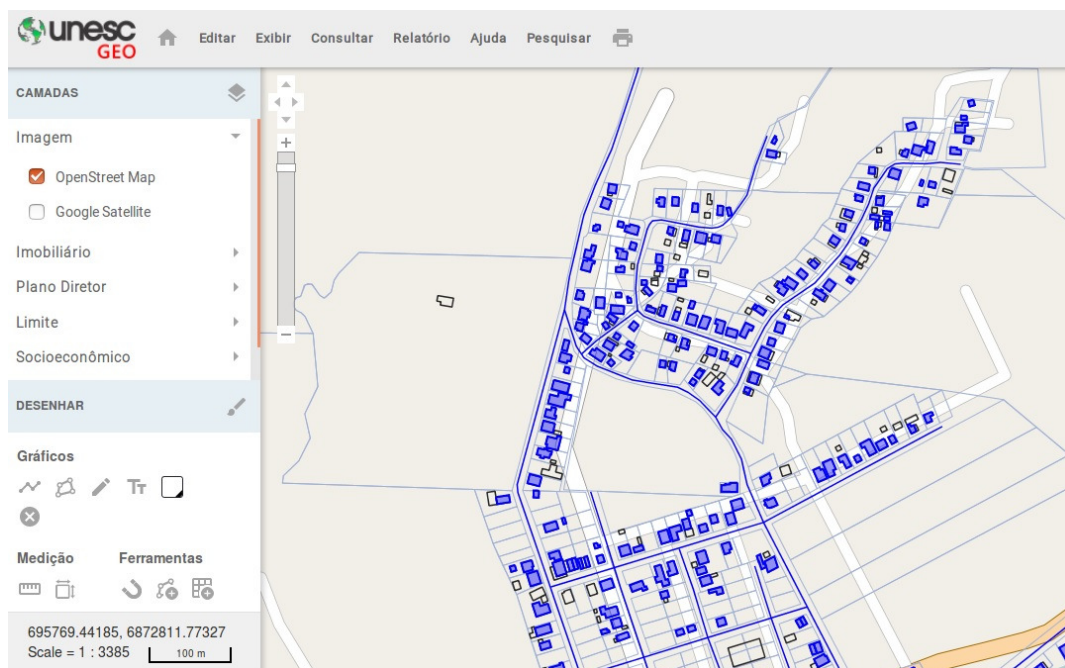 unesc
GEO
Editar Exibir Consultar Relatório Ajuda Pesquisar
CAMADAS
Imagem
OpenStreet Map
Google Satellite
Imobiliário
Plano Diretor
Limite
Socioeconômico
DESENHAR
Gráficos
TT
Medição Ferramentas
695769.44185, 6872811.77327
Scale = 1 : 3385 100 m